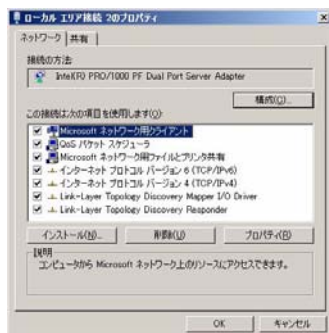 ローカル エリア接続 2のプロパティ
ネットワーク 共有
接続の方法:
Intel(R) PRO/1000 PF Dual Port Server Adapter
構成(C)...
この接続は次の項目を使用します(O):
Microsoft ネットワーク用クライアント
QoS パケット スケジューラ
Microsoft ネットワーク用ファイルとプリンタ共有
インターネット プロトコル バージョン 6 (TCP/IPv6)
インターネット プロトコル バージョン 4 (TCP/IPv4)
Link-Layer Topology Discovery Mapper I/O Driver
Link-Layer Topology Discovery Responder
インストール(N)... 削除(U) プロパティ(R)
説明
コンピュータから Microsoft ネットワーク上のリソースにアクセスできます。
OK キャンセル